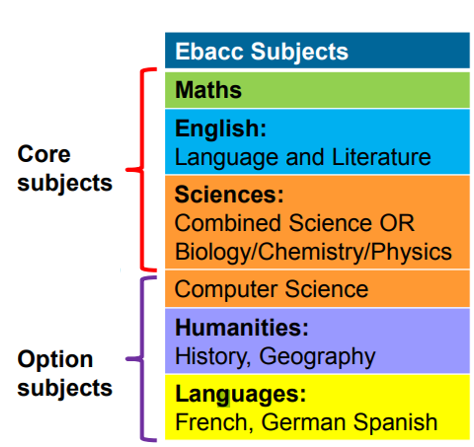 Ebacc Subjects
Maths
English:
Language and Literature
Sciences:
Combined Science OR
Biology/Chemistry/Physics
Core
subjects
Computer Science
Humanities:
History, Geography
Languages:
French, German Spanish
Option
subjects